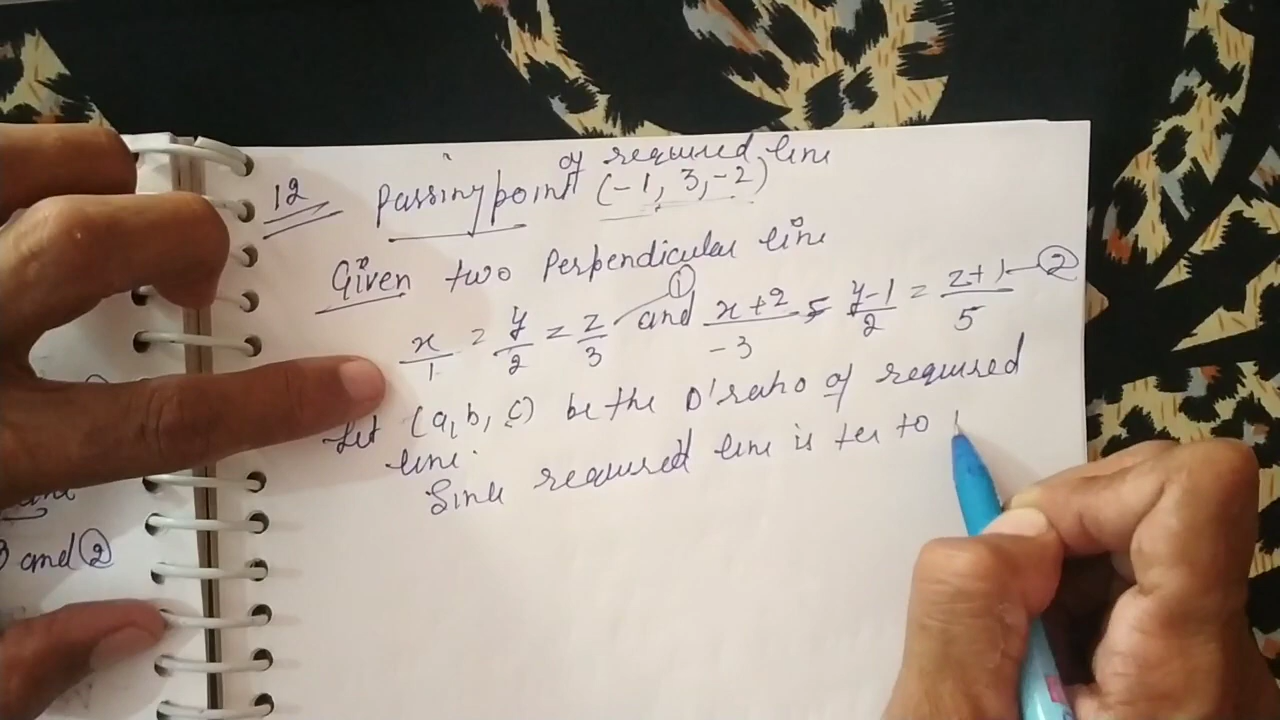 of required line
12 Passing point (-1, 3, -2)
Given two Perpendicular line
x/1 = y/2 = z/3 — ① and x+2/-3 = y-1/2 = z+1/5 — ②
Let (a, b, c) be the D'ratio of required
line.
Since required line is ter to
and ②